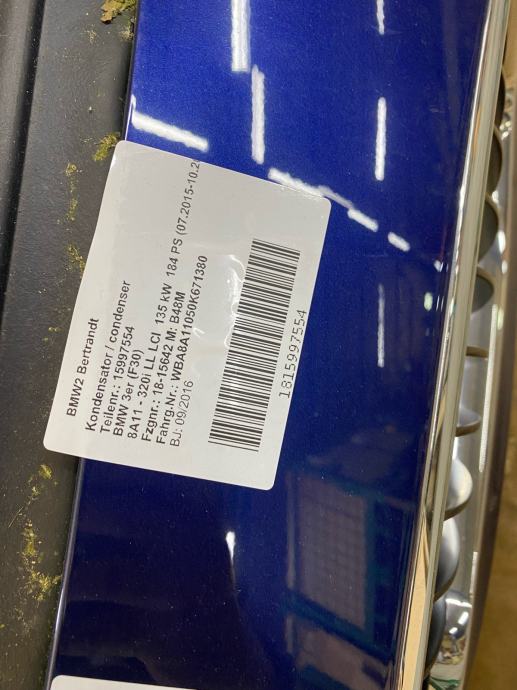 BMW2 Bertrandt
Kondensator / condenser
Teilenr.: 15997554
BMW 3er (F30)
8A11 - 320i LL LCI 135 kW 184 PS (07.2015-10.2
Fzgnr.: 18-15642 M: B48M
Fahrg.Nr.: WBA8A11050K671380
BJ: 09/2016
1815997554